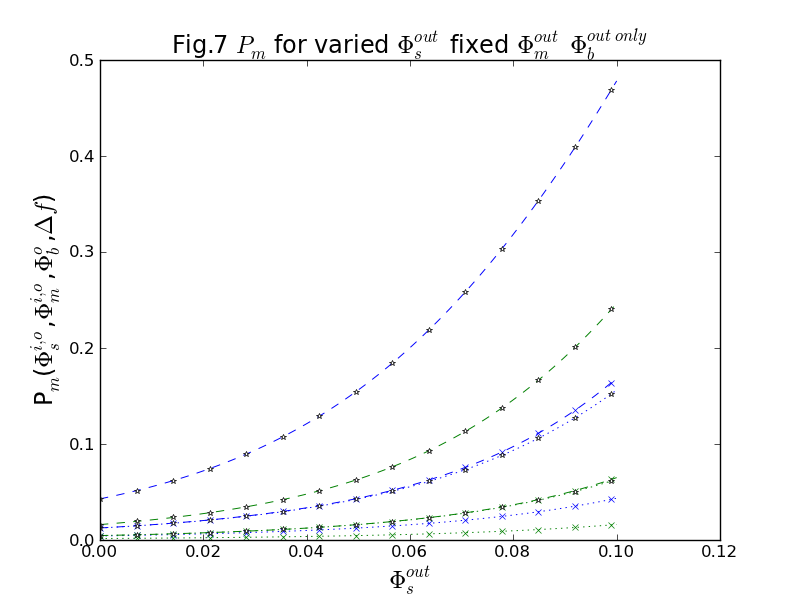 Fig.7 $P_m$ for varied $\Phi_s^{out}$ fixed $\Phi_m^{out}$ $\Phi_b^{out\,only}$
0.5
0.4
0.3
0.2
0.1
0.0
P$_m$($\Phi_s^{i,o}$,$\Phi_m^{i,o}$,$\Phi_b^{o}$,$\Delta f$)
0.00 0.02 0.04 0.06 0.08 0.10 0.12
$\Phi_s^{out}$